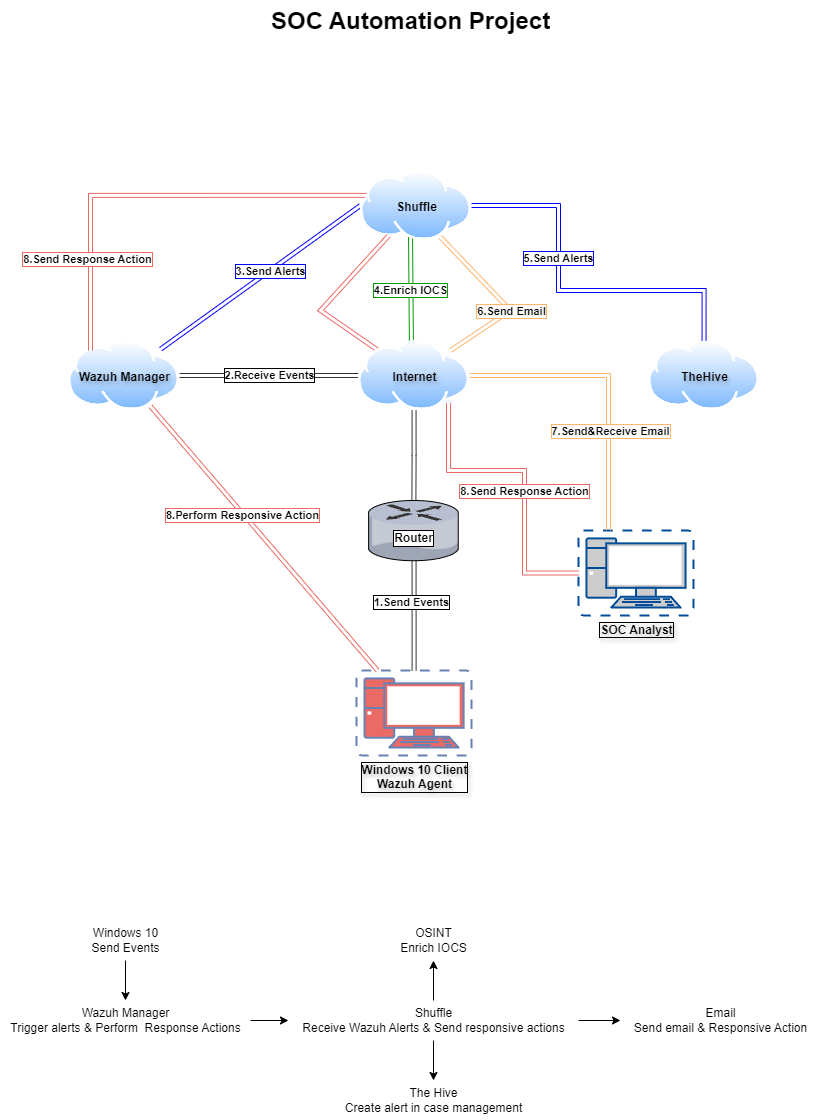 SOC Automation Project
Shuffle
8.Send Response Action
3.Send Alerts
5.Send Alerts
4.Enrich IOCS
6.Send Email
Wazuh Manager
2.Receive Events
Internet
TheHive
7.Send&Receive Email
8.Send Response Action
8.Perform Responsive Action
Router
1.Send Events
SOC Analyst
Windows 10 Client
Wazuh Agent
Windows 10
Send Events
OSINT
Enrich IOCS
Wazuh Manager
Trigger alerts & Perform  Response Actions
Shuffle
Receive Wazuh Alerts & Send responsive actions
Email
Send email & Responsive Action
The Hive
Create alert in case management